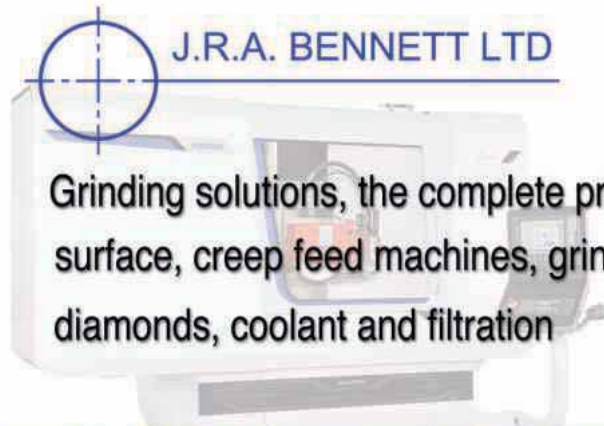 J.R.A. BENNETT LTD
Grinding solutions, the complete
surface, creep feed machines,
diamonds, coolant and filtration